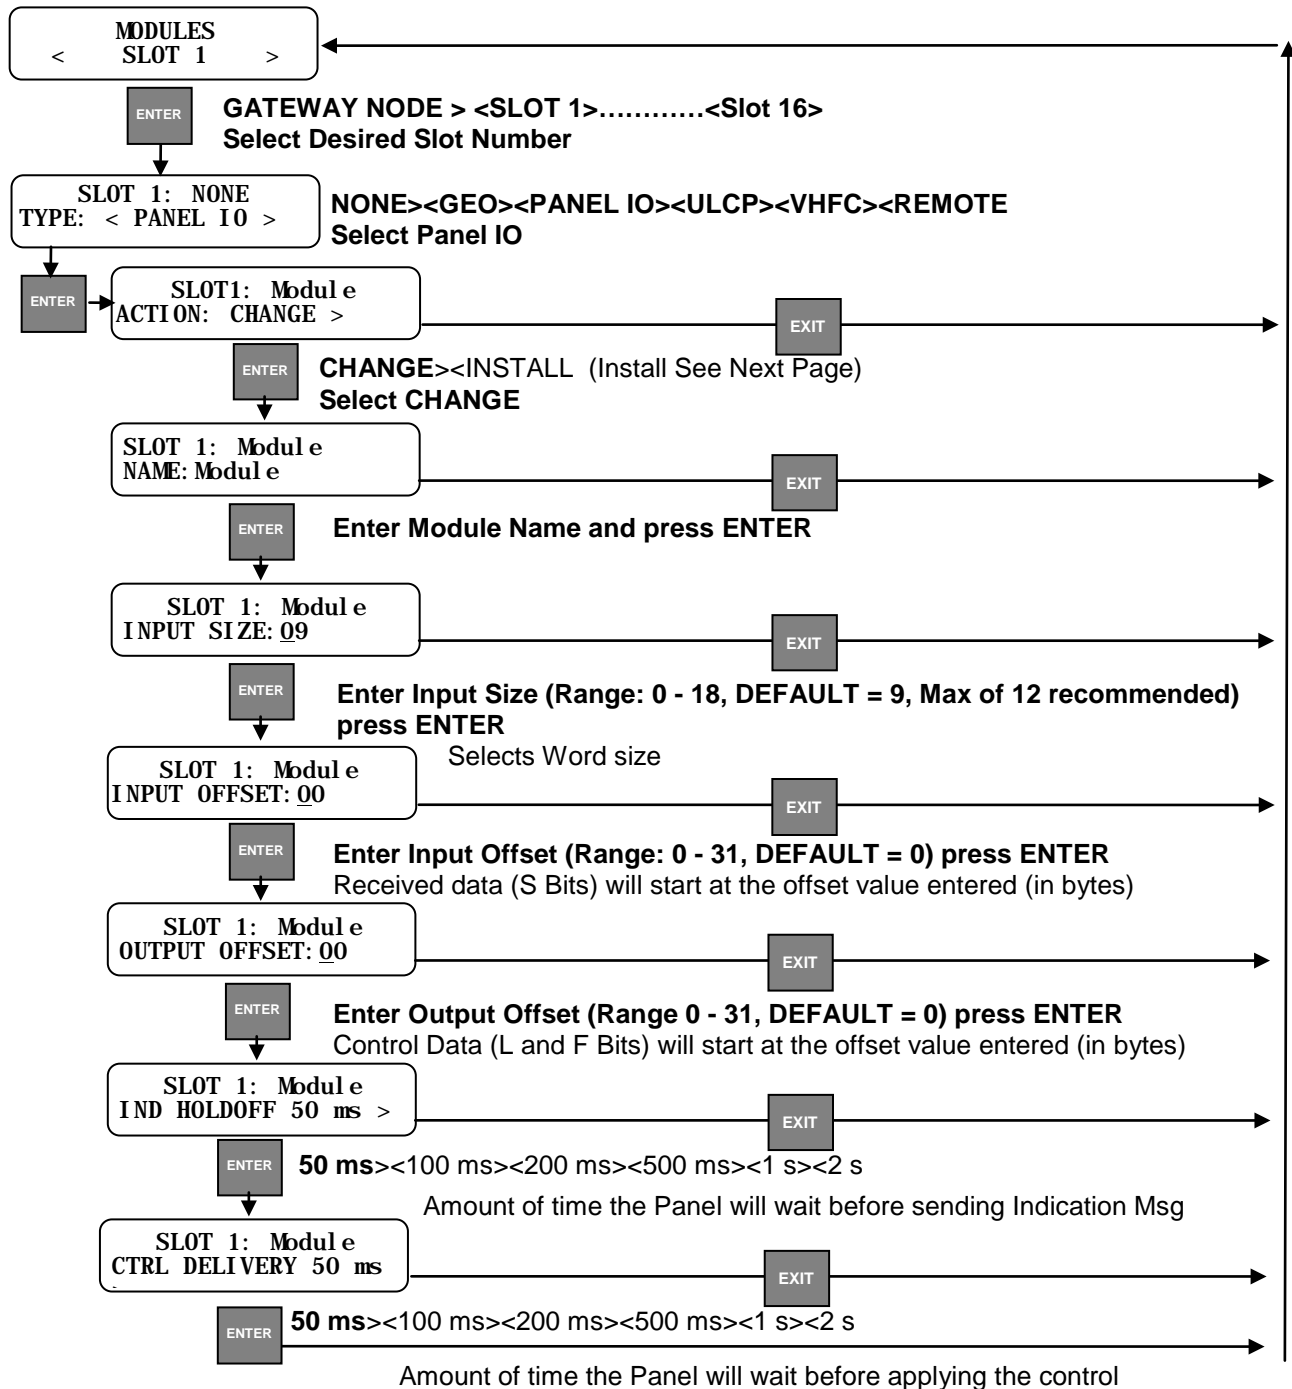 MODULES
< SLOT 1 >
ENTER
GATEWAY NODE > <SLOT 1>............<Slot 16>
Select Desired Slot Number
SLOT 1: NONE
TYPE: < PANEL IO >
NONE><GEO><PANEL IO><ULCP><VHFC><REMOTE
Select Panel IO
ENTER
SLOT1: Module
ACTION: CHANGE >
EXIT
ENTER
CHANGE><INSTALL (Install See Next Page)
Select CHANGE
SLOT 1: Module
NAME:Module
EXIT
ENTER
Enter Module Name and press ENTER
SLOT 1: Module
INPUT SIZE:09
EXIT
ENTER
Enter Input Size (Range: 0 - 18, DEFAULT = 9, Max of 12 recommended)
press ENTER
Selects Word size
SLOT 1: Module
INPUT OFFSET:00
EXIT
ENTER
Enter Input Offset (Range: 0 - 31, DEFAULT = 0) press ENTER
Received data (S Bits) will start at the offset value entered (in bytes)
SLOT 1: Module
OUTPUT OFFSET:00
EXIT
ENTER
Enter Output Offset (Range 0 - 31, DEFAULT = 0) press ENTER
Control Data (L and F Bits) will start at the offset value entered (in bytes)
SLOT 1: Module
IND HOLDOFF 50 ms >
EXIT
ENTER
50 ms><100 ms><200 ms><500 ms><1 s><2 s
Amount of time the Panel will wait before sending Indication Msg
SLOT 1: Module
CTRL DELIVERY 50 ms
EXIT
ENTER
50 ms><100 ms><200 ms><500 ms><1 s><2 s
Amount of time the Panel will wait before applying the control